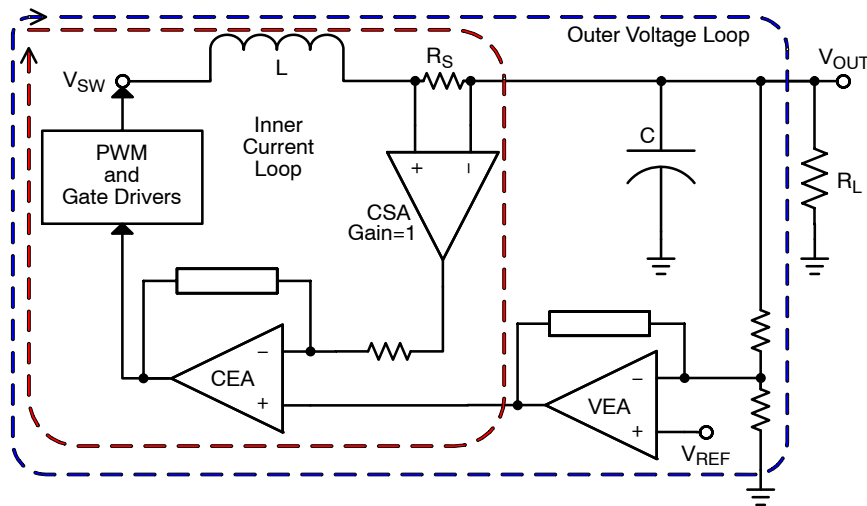 Outer Voltage Loop
V_OUT
V_SW
L
R_S
Inner
Current
Loop
C
R_L
PWM
and
Gate Drivers
+ −
CSA
Gain=1
−
CEA
+
−
VEA
+
V_REF